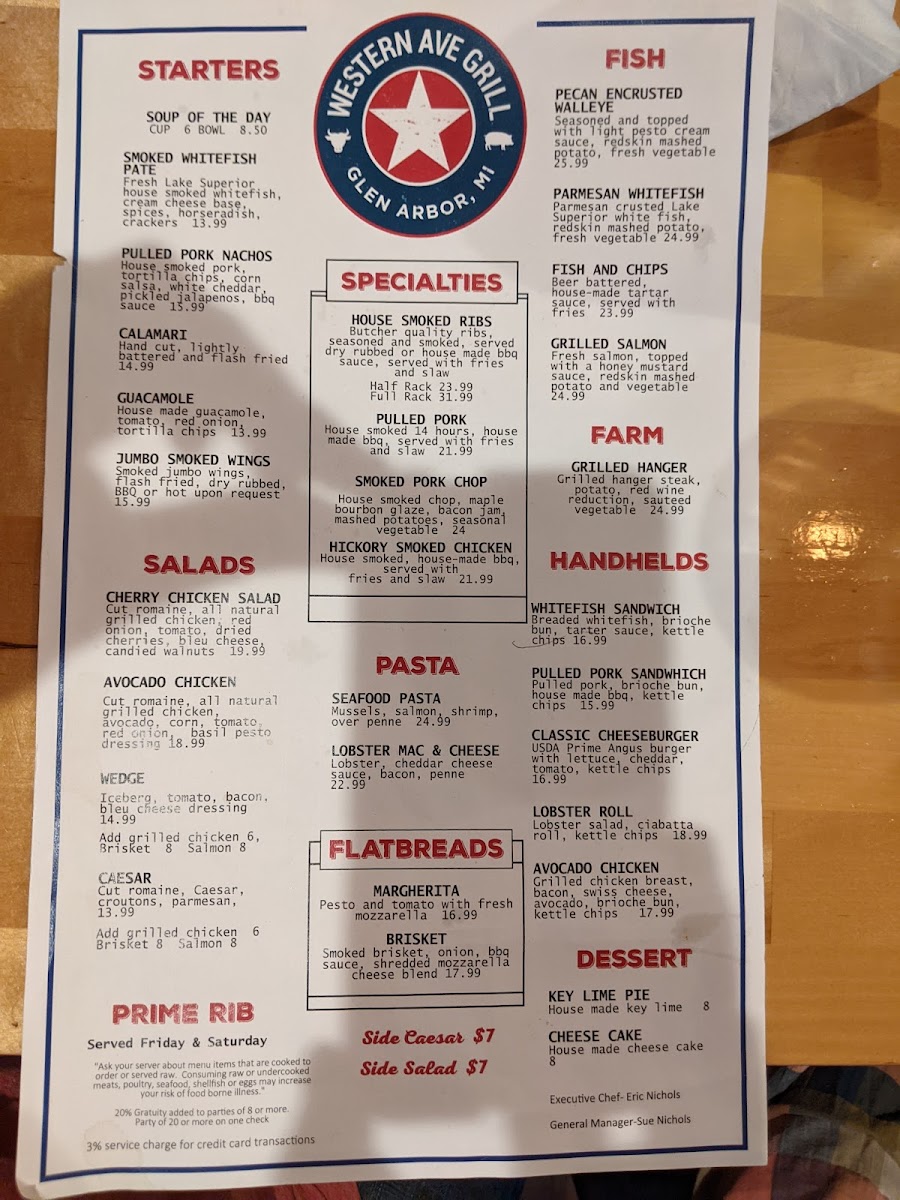 STARTERS
SOUP OF THE DAY
CUP 6 BOWL 8.50
SMOKED WHITEFISH
PATE
Fresh Lake Superior
house smoked whitefish,
cream cheese base,
spices, horseradish,
crackers 13.99
PULLED PORK NACHOS
House smoked pork,
tortilla chips, corn
salsa, white cheddar,
pickled jalapenos, bbq
sauce 15.99
CALAMARI
Hand cut, lightly
battered and flash fried
14.99
GUACAMOLE
House made guacamole,
tomato, red onion,
tortilla chips 13.99
JUMBO SMOKED WINGS
Smoked jumbo wings,
flash fried, dry rubbed,
BBQ or hot upon request
15.99
SALADS
CHERRY CHICKEN SALAD
Cut romaine, all natural
grilled chicken, red
onion, tomato, dried
cherries, bleu cheese,
candied walnuts 19.99
AVOCADO CHICKEN
Cut romaine, all natural
grilled chicken,
avocado, corn, tomato,
red onion, basil pesto
dressing 18.99
WEDGE
Iceberg, tomato, bacon,
bleu cheese dressing
14.99
Add grilled chicken 6,
Brisket 8 Salmon 8
CAESAR
Cut romaine, Caesar,
croutons, parmesan,
13.99
Add grilled chicken 6
Brisket 8 Salmon 8
PRIME RIB
Served Friday & Saturday
"Ask your server about menu items that are cooked to
order or served raw. Consuming raw or undercooked
meats, poultry, seafood, shellfish or eggs may increase
your risk of food borne illness."
20% Gratuity added to parties of 8 or more.
Party of 20 or more on one check
3% service charge for credit card transactions
WESTERN AVE GRILL
GLEN ARBOR, MI
SPECIALTIES
HOUSE SMOKED RIBS
Butcher quality ribs,
seasoned and smoked, served
dry rubbed or house made bbq
sauce, served with fries
and slaw
Half Rack 23.99
Full Rack 31.99
PULLED PORK
House smoked 14 hours, house
made bbq, served with fries
and slaw 21.99
SMOKED PORK CHOP
House smoked chop, maple
bourbon glaze, bacon jam,
mashed potatoes, seasonal
vegetable 24
HICKORY SMOKED CHICKEN
House smoked, house-made bbq,
served with
fries and slaw 21.99
PASTA
SEAFOOD PASTA
Mussels, salmon, shrimp,
over penne 24.99
LOBSTER MAC & CHEESE
Lobster, cheddar cheese
sauce, bacon, penne
22.99
FLATBREADS
MARGHERITA
Pesto and tomato with fresh
mozzarella 16.99
BRISKET
Smoked brisket, onion, bbq
sauce, shredded mozzarella
cheese blend 17.99
Side Caesar $7
Side Salad $7
FISH
PECAN ENCRUSTED
WALLEYE
Seasoned and topped
with light pesto cream
sauce, redskin mashed
potato, fresh vegetable
25.99
PARMESAN WHITEFISH
Parmesan crusted Lake
Superior white fish,
redskin mashed potato,
fresh vegetable 24.99
FISH AND CHIPS
Beer battered,
house-made tartar
sauce, served with
fries 23.99
GRILLED SALMON
Fresh salmon, topped
with a honey mustard
sauce, redskin mashed
potato and vegetable
24.99
FARM
GRILLED HANGER
Grilled hanger steak,
potato, red wine
reduction, sauteed
vegetable 24.99
HANDHELDS
WHITEFISH SANDWICH
Breaded whitefish, brioche
bun, tarter sauce, kettle
chips 16.99
PULLED PORK SANDWHICH
Pulled pork, brioche bun,
house made bbq, kettle
chips 15.99
CLASSIC CHEESEBURGER
USDA Prime Angus burger
with lettuce, cheddar,
tomato, kettle chips
16.99
LOBSTER ROLL
Lobster salad, ciabatta
roll, kettle chips 18.99
AVOCADO CHICKEN
Grilled chicken breast,
bacon, swiss cheese,
avocado, brioche bun,
kettle chips 17.99
DESSERT
KEY LIME PIE
House made key lime 8
CHEESE CAKE
House made cheese cake
8
Executive Chef- Eric Nichols
General Manager-Sue Nichols